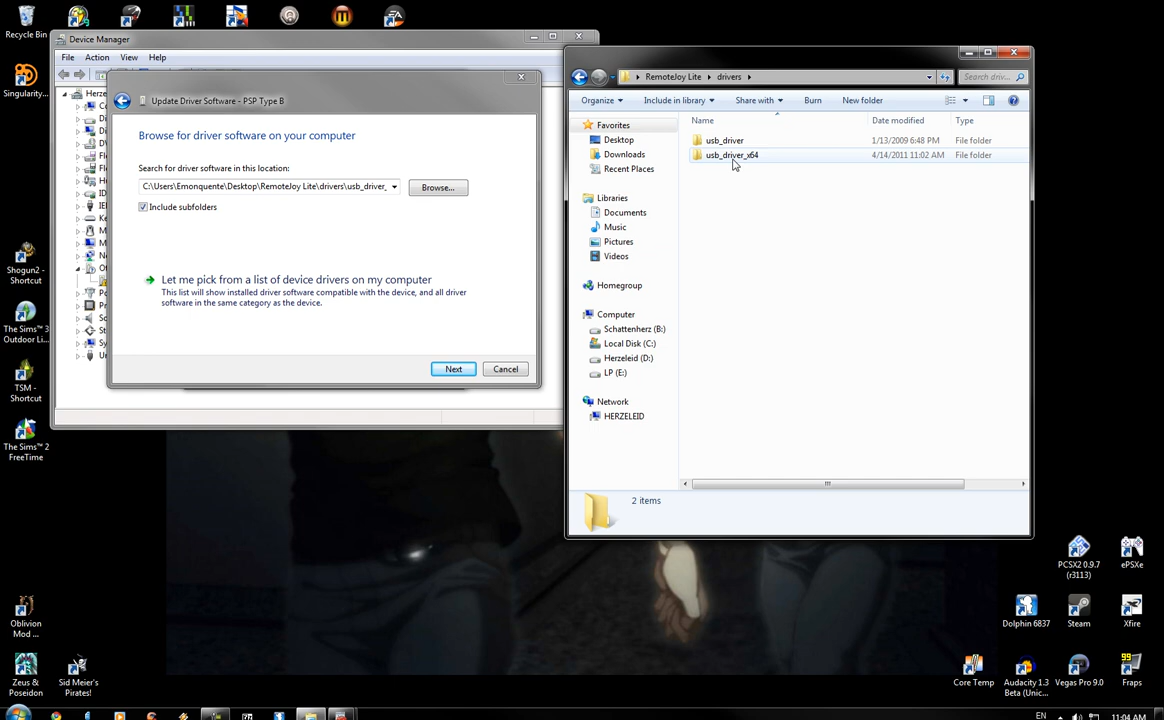 Recycle Bin
Singularity...
Shogun2 -
Shortcut
The Sims™ 3
Outdoor Li...
TSM -
Shortcut
The Sims™ 2
FreeTime
Oblivion
Mod ...
Zeus &
Poseidon
Sid Meier's
Pirates!
Device Manager
File Action View Help
Herze
Update Driver Software - PSP Type B
Browse for driver software on your computer
Search for driver software in this location:
C:\Users\Emonquente\Desktop\RemoteJoy Lite\drivers\usb_driver_
Browse...
Include subfolders
Let me pick from a list of device drivers on my computer
This list will show installed driver software compatible with the device, and all driver
software in the same category as the device.
Next Cancel
RemoteJoy Lite drivers
Search driv...
Organize Include in library Share with Burn New folder
Favorites
Desktop
Downloads
Recent Places
Libraries
Documents
Music
Pictures
Videos
Homegroup
Computer
Schattenherz (B:)
Local Disk (C:)
Herzeleid (D:)
LP (E:)
Network
HERZELEID
Name Date modified Type
usb_driver 1/13/2009 6:48 PM File folder
usb_driver_x64 4/14/2011 11:02 AM File folder
2 items
PCSX2 0.9.7
(r3113)
ePSXe
Dolphin 6837
Steam
Xfire
Core Temp
Audacity 1.3
Beta (Unic...
Vegas Pro 9.0
99
Fraps
EN
11:04 AM